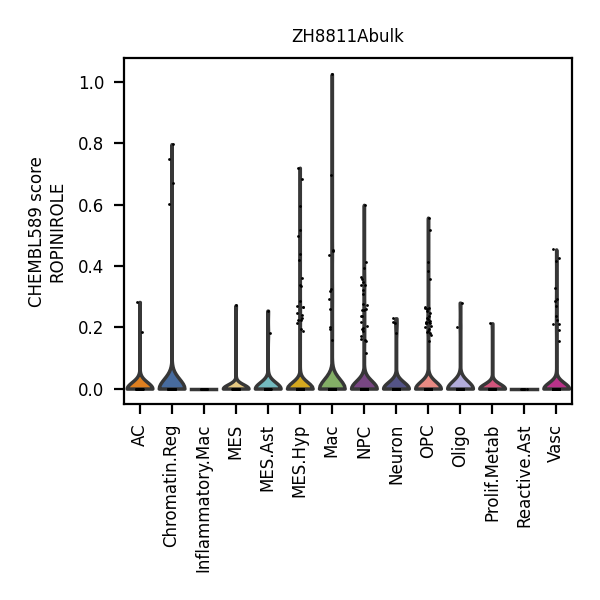 ZH8811Abulk
CHEMBL589 score
ROPINIROLE
1.0
0.8
0.6
0.4
0.2
0.0
AC
Chromatin.Reg
Inflammatory.Mac
MES
MES.Ast
MES.Hyp
Mac
NPC
Neuron
OPC
Oligo
Prolif.Metab
Reactive.Ast
Vasc